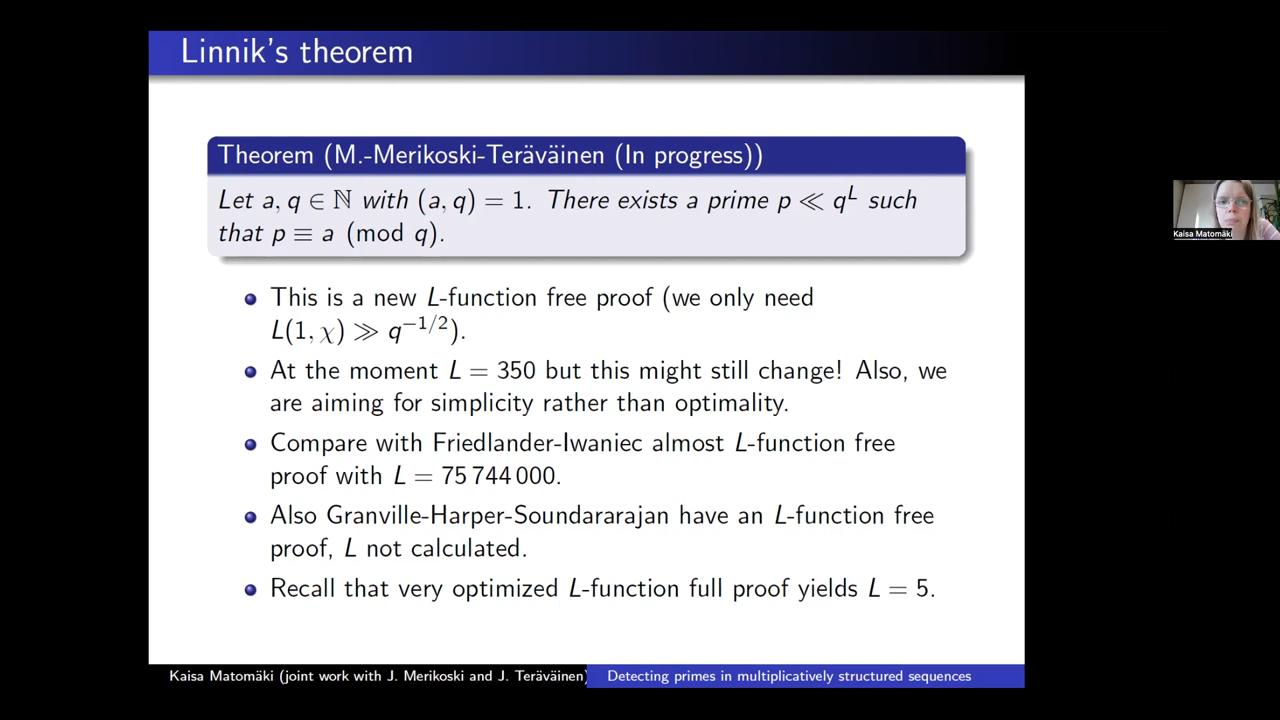 Linnik's theorem
Theorem (M.-Merikoski-Teräväinen (In progress))
Let a, q ∈ ℕ with (a, q) = 1. There exists a prime p ≪ q^L such
that p ≡ a (mod q).
This is a new L-function free proof (we only need
L(1, χ) ≫ q^{-1/2}).
At the moment L = 350 but this might still change! Also, we
are aiming for simplicity rather than optimality.
Compare with Friedlander-Iwaniec almost L-function free
proof with L = 75 744 000.
Also Granville-Harper-Soundararajan have an L-function free
proof, L not calculated.
Recall that very optimized L-function full proof yields L = 5.
Kaisa Matomäki (joint work with J. Merikoski and J. Teräväinen)
Detecting primes in multiplicatively structured sequences
Kaisa Matomäki